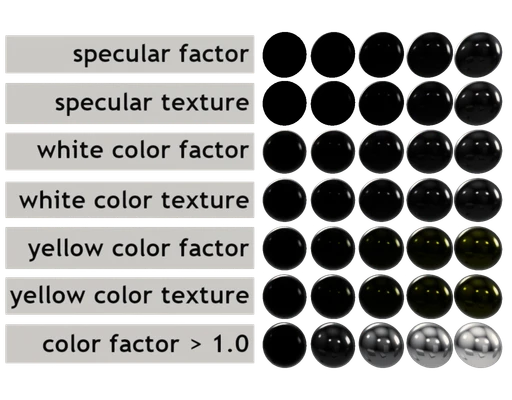 specular factor
specular texture
white color factor
white color texture
yellow color factor
yellow color texture
color factor > 1.0